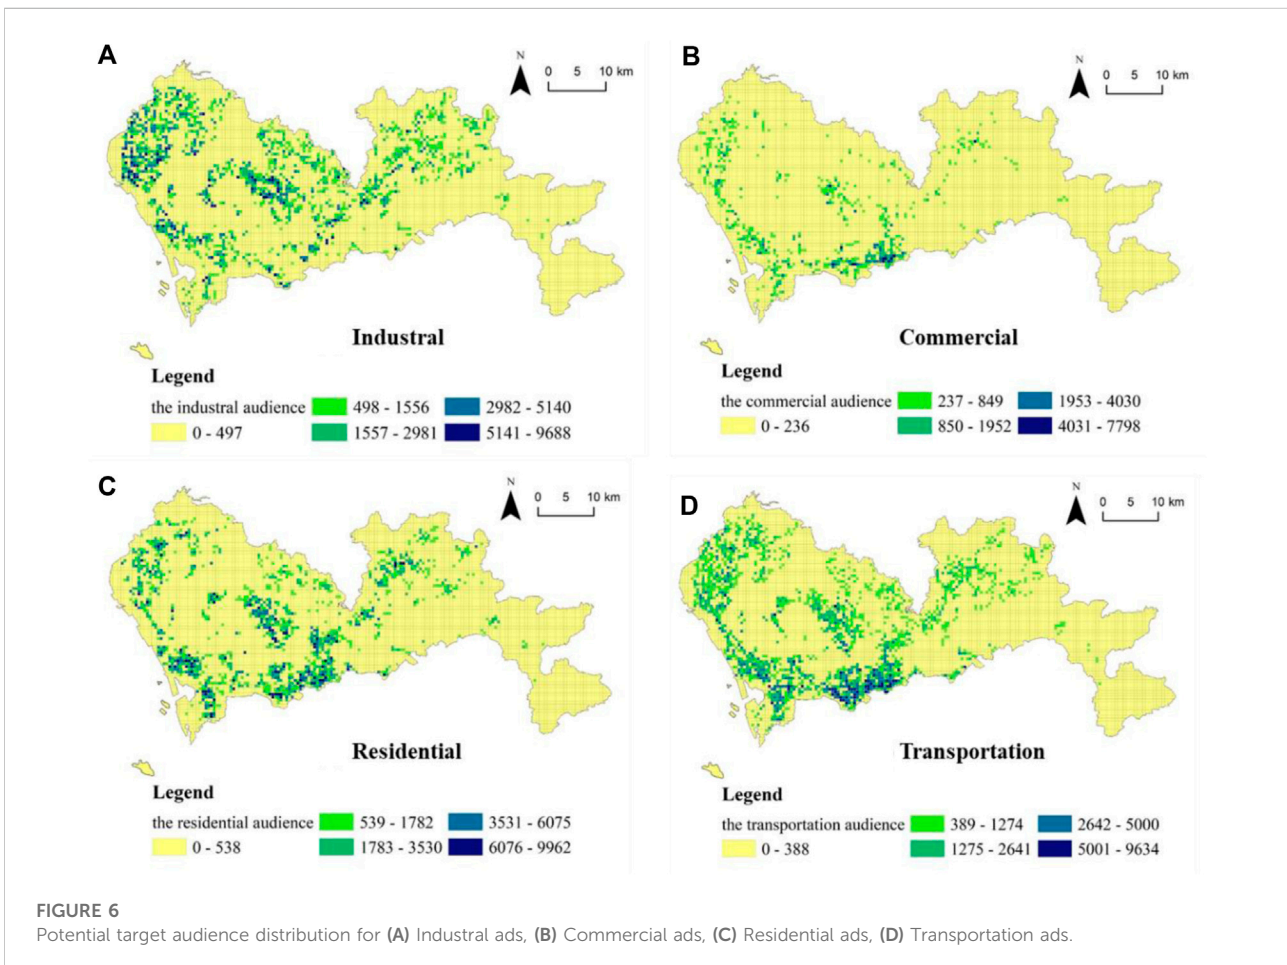 A
N
0 5 10 km
Industral
Legend
the industral audience
0 - 497
498 - 1556
1557 - 2981
2982 - 5140
5141 - 9688
B
N
0 5 10 km
Commercial
Legend
the commercial audience
0 - 236
237 - 849
850 - 1952
1953 - 4030
4031 - 7798
C
N
0 5 10 km
Residential
Legend
the residential audience
0 - 538
539 - 1782
1783 - 3530
3531 - 6075
6076 - 9962
D
N
0 5 10 km
Transportation
Legend
the transportation audience
0 - 388
389 - 1274
1275 - 2641
2642 - 5000
5001 - 9634
FIGURE 6
Potential target audience distribution for (A) Industral ads, (B) Commercial ads, (C) Residential ads, (D) Transportation ads.